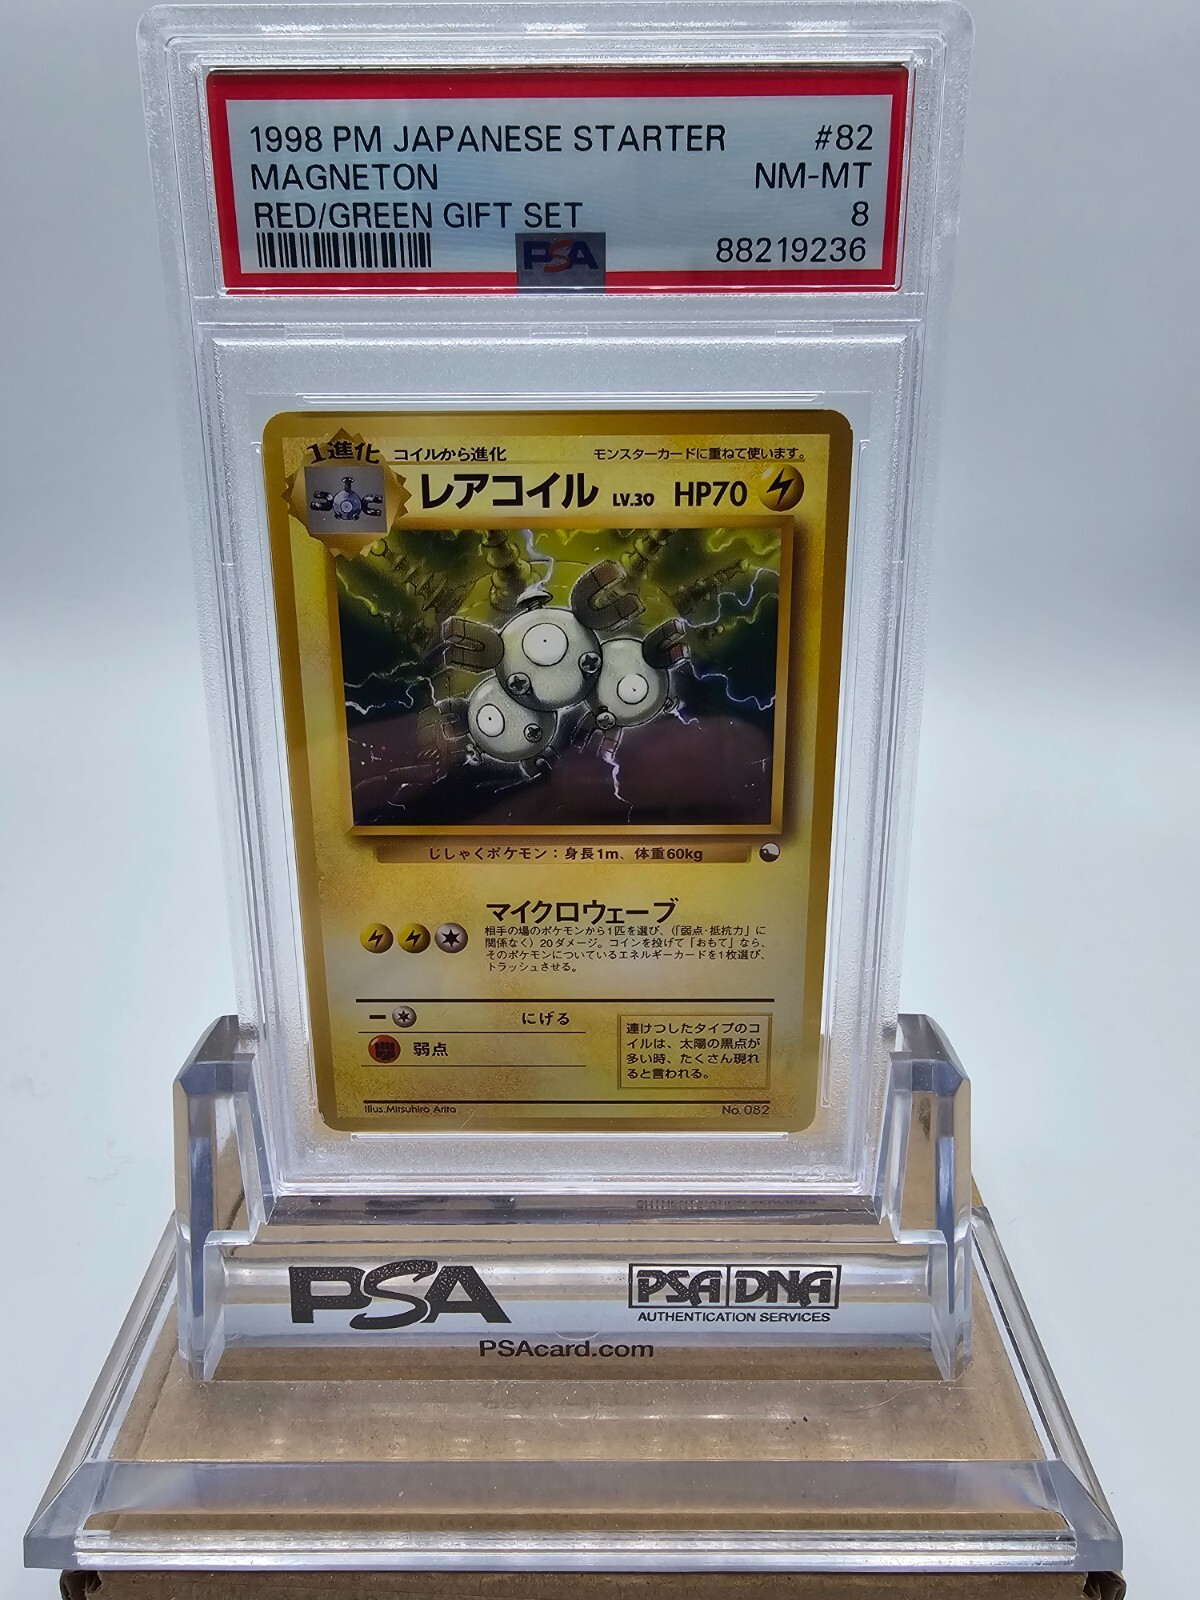 1998 PM JAPANESE STARTER #82
MAGNETON NM-MT
RED/GREEN GIFT SET 8
PSA 88219236
1進化 コイルから進化 モンスターカードに重ねて使います。
レアコイル LV.30 HP70
じしゃくポケモン：身長1m、体重60kg
マイクロウェーブ
相手の場のポケモンから1匹を選び、(「弱点・抵抗力」に
関係なく) 20ダメージ。コインを投げて「おもて」なら、
そのポケモンについているエネルギーカードを1枚選び、
トラッシュさせる。
にげる
弱点
連けつしたタイプのコ
イルは、太陽の黒点が
多い時、たくさん現れ
ると言われる。
Illus.Mitsuhiro Arita No. 082
PSA
PSA DNA
AUTHENTICATION SERVICES
PSAcard.com